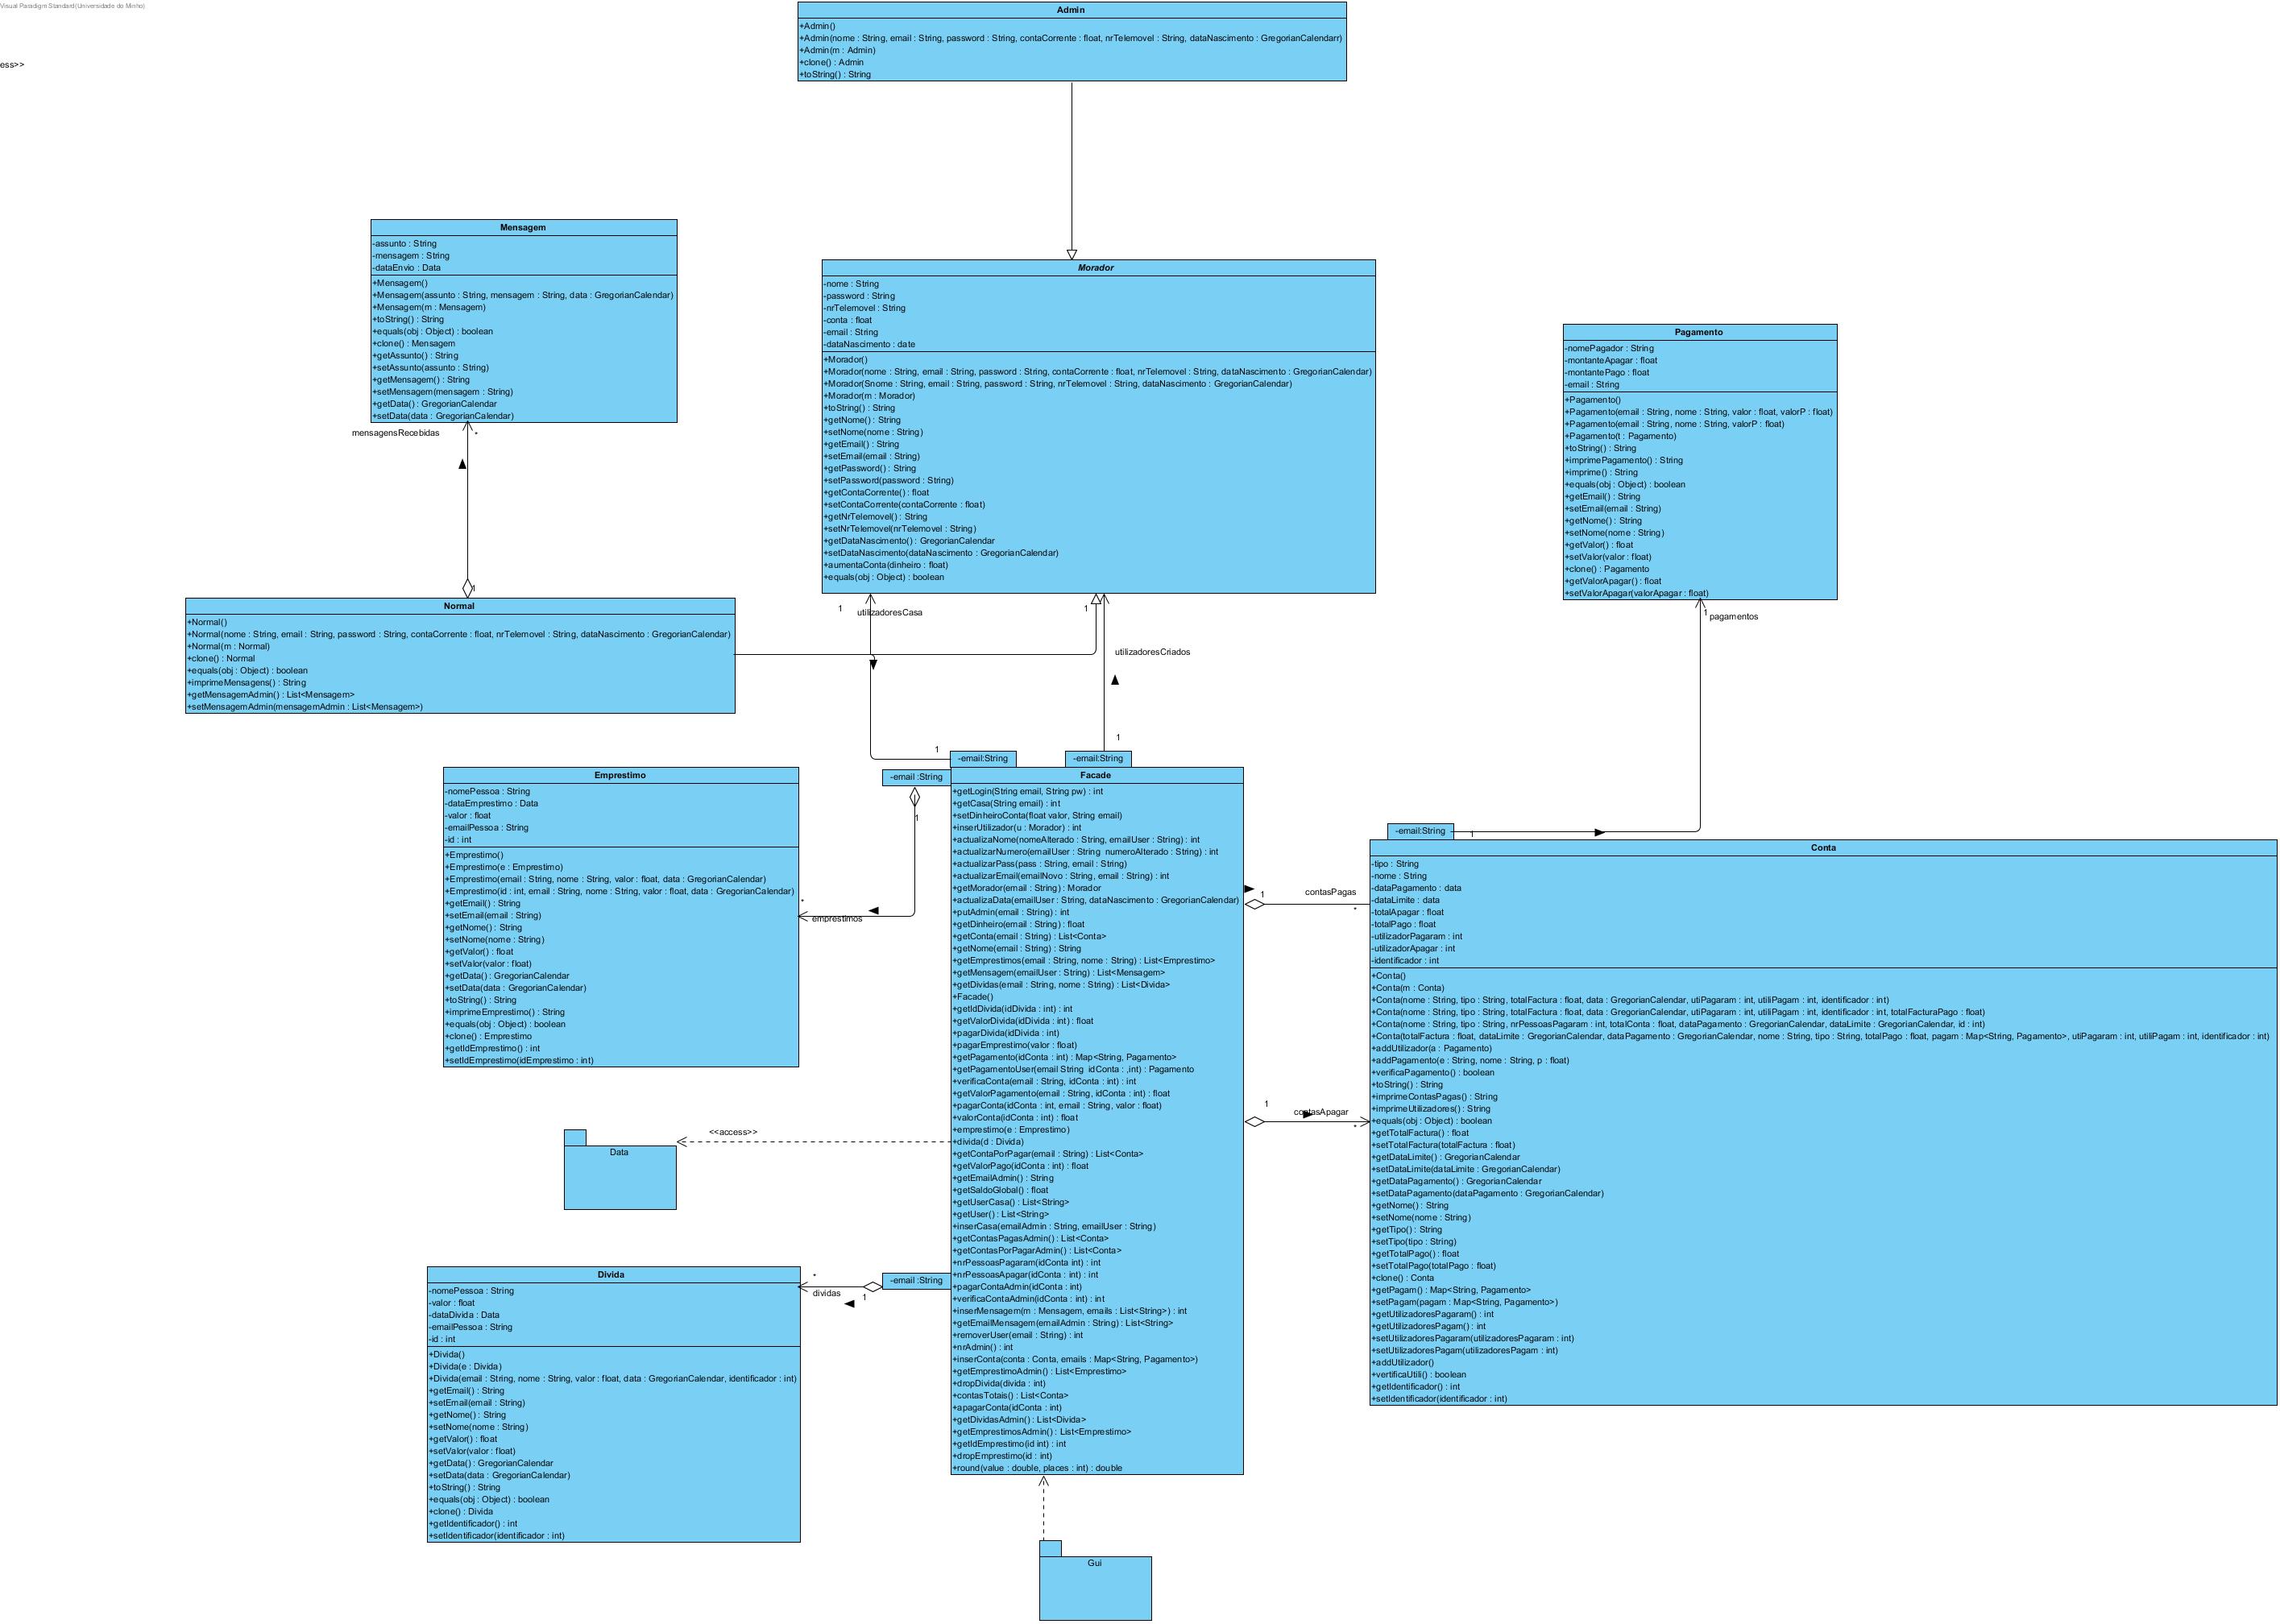 Visual Paradigm Standard(Universidade do Minho)
ess>>
Admin
+Admin()
+Admin(nome : String, email : String, password : String, contaCorrente : float, nrTelemovel : String, dataNascimento : GregorianCalendarr)
+Admin(m : Admin)
+clone() : Admin
+toString() : String
Mensagem
-assunto : String
-mensagem : String
-dataEnvio : Data
+Mensagem()
+Mensagem(assunto : String, mensagem : String, data : GregorianCalendar)
+Mensagem(m : Mensagem)
+toString() : String
+equals(obj : Object) : boolean
+clone() : Mensagem
+getAssunto() : String
+setAssunto(assunto : String)
+getMensagem() : String
+setMensagem(mensagem : String)
+getData() : GregorianCalendar
+setData(data : GregorianCalendar)
mensagensRecebidas
*
1
Morador
-nome : String
-password : String
-nrTelemovel : String
-conta : float
-email : String
-dataNascimento : date
+Morador()
+Morador(nome : String, email : String, password : String, contaCorrente : float, nrTelemovel : String, dataNascimento : GregorianCalendar)
+Morador(Snome : String, email : String, password : String, nrTelemovel : String, dataNascimento : GregorianCalendar)
+Morador(m : Morador)
+toString() : String
+getNome() : String
+setNome(nome : String)
+getEmail() : String
+setEmail(email : String)
+getPassword() : String
+setPassword(password : String)
+getContaCorrente() : float
+setContaCorrente(contaCorrente : float)
+getNrTelemovel() : String
+setNrTelemovel(nrTelemovel : String)
+getDataNascimento() : GregorianCalendar
+setDataNascimento(dataNascimento : GregorianCalendar)
+aumentaConta(dinheiro : float)
+equals(obj : Object) : boolean
Pagamento
-nomePagador : String
-montanteApagar : float
-montantePago : float
-email : String
+Pagamento()
+Pagamento(email : String, nome : String, valor : float, valorP : float)
+Pagamento(email : String, nome : String, valorP : float)
+Pagamento(t : Pagamento)
+toString() : String
+imprimePagamento() : String
+imprime() : String
+equals(obj : Object) : boolean
+getEmail() : String
+setEmail(email : String)
+getNome() : String
+setNome(nome : String)
+getValor() : float
+setValor(valor : float)
+clone() : Pagamento
+getValorApagar() : float
+setValorApagar(valorApagar : float)
1
pagamentos
Normal
+Normal()
+Normal(nome : String, email : String, password : String, contaCorrente : float, nrTelemovel : String, dataNascimento : GregorianCalendar)
+Normal(m : Normal)
+clone() : Normal
+equals(obj : Object) : boolean
+imprimeMensagens() : String
+getMensagemAdmin() : List<Mensagem>
+setMensagemAdmin(mensagemAdmin : List<Mensagem>)
1
utilizadoresCasa
1
utilizadoresCriados
1
1
-email:String
-email:String
-email :String
1
Emprestimo
-nomePessoa : String
-dataEmprestimo : Data
-valor : float
-emailPessoa : String
-id : int
+Emprestimo()
+Emprestimo(e : Emprestimo)
+Emprestimo(email : String, nome : String, valor : float, data : GregorianCalendar)
+Emprestimo(id : int, email : String, nome : String, valor : float, data : GregorianCalendar)
+getEmail() : String
+setEmail(email : String)
+getNome() : String
+setNome(nome : String)
+getValor() : float
+setValor(valor : float)
+getData() : GregorianCalendar
+setData(data : GregorianCalendar)
+toString() : String
+imprimeEmprestimo() : String
+equals(obj : Object) : boolean
+clone() : Emprestimo
+getIdEmprestimo() : int
+setIdEmprestimo(idEmprestimo : int)
*
emprestimos
Facade
+getLogin(String email, String pw) : int
+getCasa(String email) : int
+setDinheiroConta(float valor, String email)
+inserUtilizador(u : Morador) : int
+actualizaNome(nomeAlterado : String, emailUser : String) : int
+actualizarNumero(emailUser : String  numeroAlterado : String) : int
+actualizarPass(pass : String, email : String)
+actualizarEmail(emailNovo : String, email : String) : int
+getMorador(email : String) : Morador
+actualizaData(emailUser : String, dataNascimento : GregorianCalendar)
+putAdmin(email : String) : int
+getDinheiro(email : String) : float
+getConta(email : String) : List<Conta>
+getNome(email : String) : String
+getEmprestimos(email : String, nome : String) : List<Emprestimo>
+getMensagem(emailUser : String) : List<Mensagem>
+getDividas(email : String, nome : String) : List<Divida>
+Facade()
+getIdDivida(idDivida : int) : int
+getValorDivida(idDivida : int) : float
+pagarDivida(idDivida : int)
+pagarEmprestimo(valor : float)
+getPagamento(idConta : int) : Map<String, Pagamento>
+getPagamentoUser(email String  idConta : ,int) : Pagamento
+verificaConta(email : String, idConta : int) : int
+getValorPagamento(email : String, idConta : int) : float
+pagarConta(idConta : int, email : String, valor : float)
+valorConta(idConta : int) : float
+emprestimo(e : Emprestimo)
+divida(d : Divida)
+getContaPorPagar(email : String) : List<Conta>
+getValorPago(idConta : int) : float
+getEmailAdmin() : String
+getSaldoGlobal() : float
+getUserCasa() : List<String>
+getUser() : List<String>
+inserCasa(emailAdmin : String, emailUser : String)
+getContasPagasAdmin() : List<Conta>
+getContasPorPagarAdmin() : List<Conta>
+nrPessoasPagaram(idConta int) : int
+nrPessoasApagar(idConta : int) : int
+pagarContaAdmin(idConta : int)
+verificaContaAdmin(idConta : int) : int
+inserMensagem(m : Mensagem, emails : List<String>) : int
+getEmailMensagem(emailAdmin : String) : List<String>
+removerUser(email : String) : int
+nrAdmin() : int
+inserConta(conta : Conta, emails : Map<String, Pagamento>)
+getEmprestimoAdmin() : List<Emprestimo>
+dropDivida(divida : int)
+contasTotais() : List<Conta>
+apagarConta(idConta : int)
+getDividasAdmin() : List<Divida>
+getEmprestimosAdmin() : List<Emprestimo>
+getIdEmprestimo(id int) : int
+dropEmprestimo(id : int)
+round(value : double, places : int) : double
1
contasPagas
*
1
contasApagar
*
-email:String
1
Conta
-tipo : String
-nome : String
-dataPagamento : data
-dataLimite : data
-totalApagar : float
-totalPago : float
-utilizadorPagaram : int
-utilizadorApagar : int
-identificador : int
+Conta()
+Conta(m : Conta)
+Conta(nome : String, tipo : String, totalFactura : float, data : GregorianCalendar, utiPagaram : int, utiliPagam : int, identificador : int)
+Conta(nome : String, tipo : String, totalFactura : float, data : GregorianCalendar, utiPagaram : int, utiliPagam : int, identificador : int, totalFacturaPago : float)
+Conta(nome : String, tipo : String, nrPessoasPagaram : int, totalConta : float, dataPagamento : GregorianCalendar, dataLimite : GregorianCalendar, id : int)
+Conta(totalFactura : float, dataLimite : GregorianCalendar, dataPagamento : GregorianCalendar, nome : String, tipo : String, totalPago : float, pagam : Map<String, Pagamento>, utiPagaram : int, utiliPagam : int, identificador : int)
+addUtilizador(a : Pagamento)
+addPagamento(e : String, nome : String, p : float)
+verificaPagamento() : boolean
+toString() : String
+imprimeContasPagas() : String
+imprimeUtilizadores() : String
+equals(obj : Object) : boolean
+getTotalFactura() : float
+setTotalFactura(totalFactura : float)
+getDataLimite() : GregorianCalendar
+setDataLimite(dataLimite : GregorianCalendar)
+getDataPagamento() : GregorianCalendar
+setDataPagamento(dataPagamento : GregorianCalendar)
+getNome() : String
+setNome(nome : String)
+getTipo() : String
+setTipo(tipo : String)
+getTotalPago() : float
+setTotalPago(totalPago : float)
+clone() : Conta
+getPagam() : Map<String, Pagamento>
+setPagam(pagam : Map<String, Pagamento>)
+getUtilizadoresPagaram() : int
+getUtilizadoresPagam() : int
+setUtilizadoresPagaram(utilizadoresPagaram : int)
+setUtilizadoresPagam(utilizadoresPagam : int)
+addUtilizador()
+vertificaUtili() : boolean
+getIdentificador() : int
+setIdentificador(identificador : int)
<<access>>
Data
-email :String
*
dividas
1
Divida
-nomePessoa : String
-valor : float
-dataDivida : Data
-emailPessoa : String
-id : int
+Divida()
+Divida(e : Divida)
+Divida(email : String, nome : String, valor : float, data : GregorianCalendar, identificador : int)
+getEmail() : String
+setEmail(email : String)
+getNome() : String
+setNome(nome : String)
+getValor() : float
+setValor(valor : float)
+getData() : GregorianCalendar
+setData(data : GregorianCalendar)
+toString() : String
+equals(obj : Object) : boolean
+clone() : Divida
+getIdentificador() : int
+setIdentificador(identificador : int)
Gui